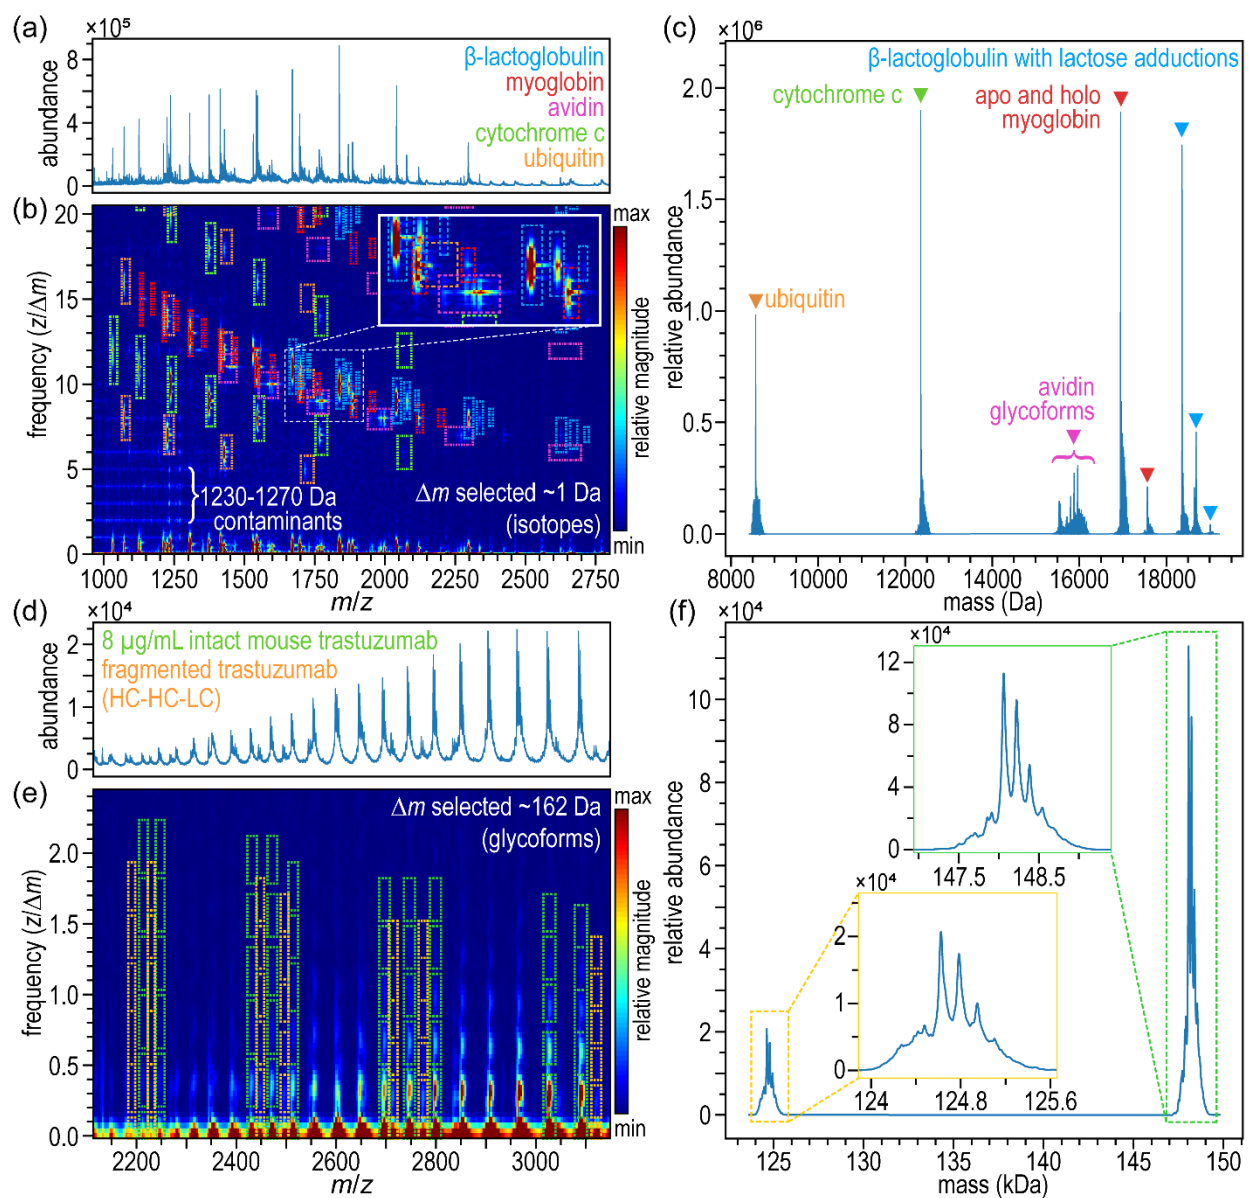 (a)
×10⁵
8
4
0
abundance
β-lactoglobulin
myoglobin
avidin
cytochrome c
ubiquitin
(b)
20
15
10
5
0
frequency (z/Δm)
1230-1270 Da
contaminants
Δm selected ~1 Da
(isotopes)
max
relative magnitude
min
1000 1250 1500 1750 2000 2250 2500 2750
m/z
(c)
×10⁶
2.0
1.5
1.0
0.5
0.0
relative abundance
β-lactoglobulin with lactose adductions
cytochrome c
apo and holo
myoglobin
ubiquitin
avidin
glycoforms
8000 10000 12000 14000 16000 18000
mass (Da)
(d)
×10⁴
2
1
0
abundance
8 µg/mL intact mouse trastuzumab
fragmented trastuzumab
(HC-HC-LC)
(e)
2.0
1.5
1.0
0.5
0.0
frequency (z/Δm)
Δm selected ~162 Da
(glycoforms)
max
relative magnitude
min
2200 2400 2600 2800 3000
m/z
(f)
×10⁴
10
8
6
4
2
0
relative abundance
×10⁴
12
8
4
0
147.5 148.5
×10⁴
2
1
0
124 124.8 125.6
125 130 135 140 145 150
mass (kDa)